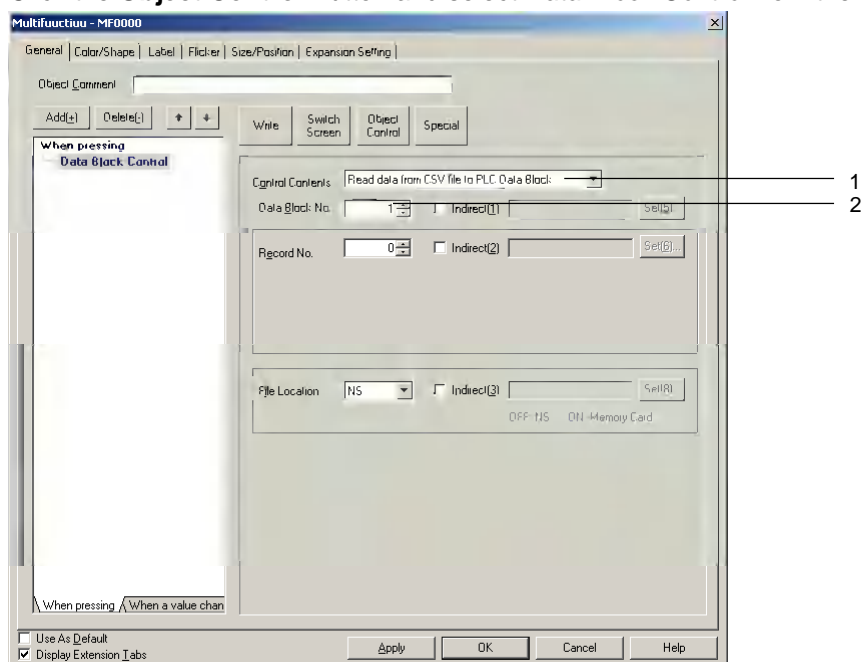 Multifuuctiuu - MF0000
General Color/Shape Label Flicker Size/Position Expansion Setting
Object Comment
Add(+) Delete(-)
Write Switch Screen Object Control Special
When pressing
Data Block Control
Control Contents Read data from CSV file to PLC Data Block 1
Data Block No. 1 Indirect(1) Set(5) 2
Record No. 0 Indirect(2) Set(6)...
File Location NS Indirect(3) Set(8)
OFF: NS ON: Memory Card
When pressing When a value chan
Use As Default
Display Extension Tabs
Apply OK Cancel Help